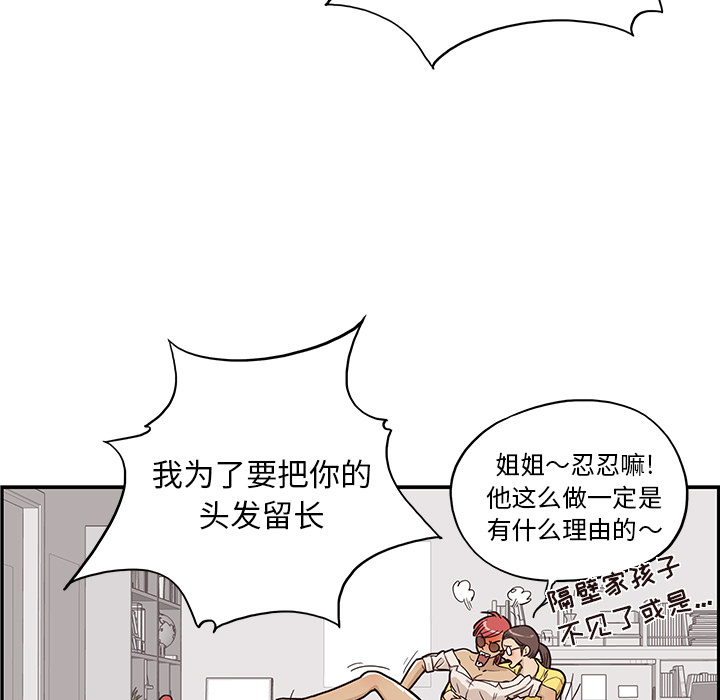 我为了要把你的
头发留长
姐姐～忍忍嘛!
他这么做一定是
有什么理由的～
隔壁家孩子
不见了或是...